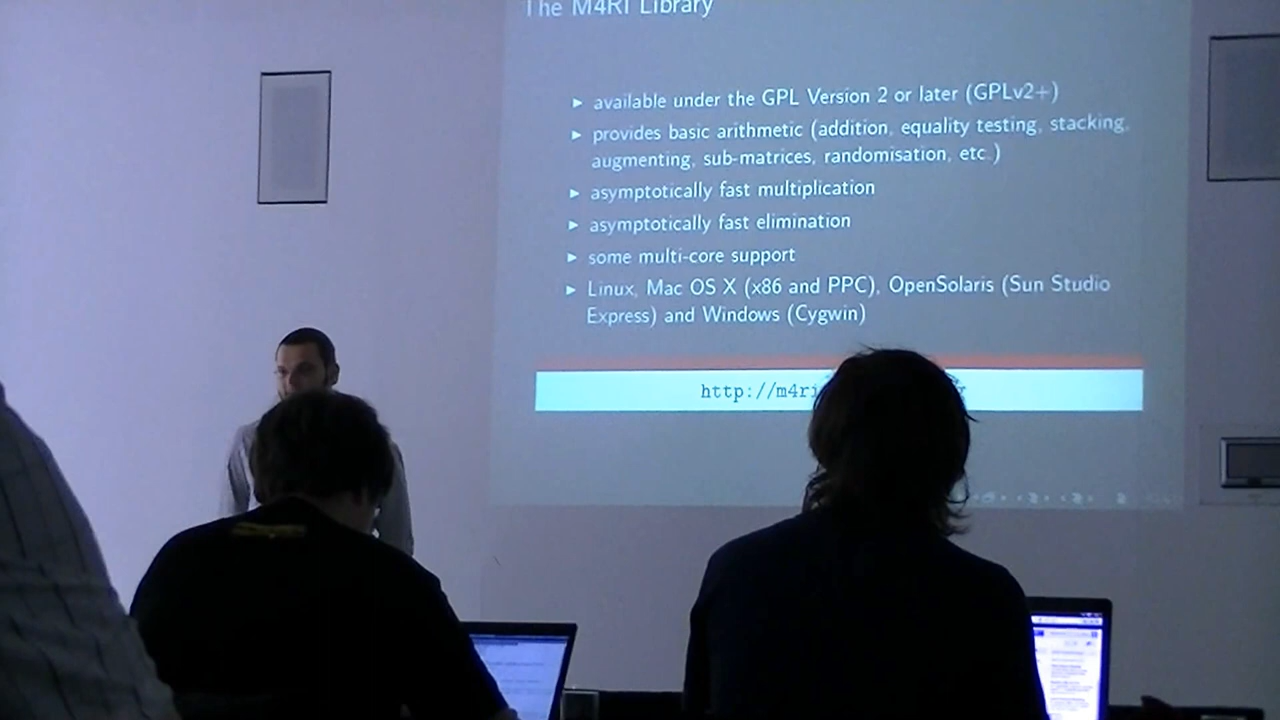 The M4RI Library
available under the GPL Version 2 or later (GPLv2+)
provides basic arithmetic (addition, equality testing, stacking,
augmenting, sub-matrices, randomisation, etc.)
asymptotically fast multiplication
asymptotically fast elimination
some multi-core support
Linux, Mac OS X (x86 and PPC), OpenSolaris (Sun Studio
Express) and Windows (Cygwin)
http://m4ri